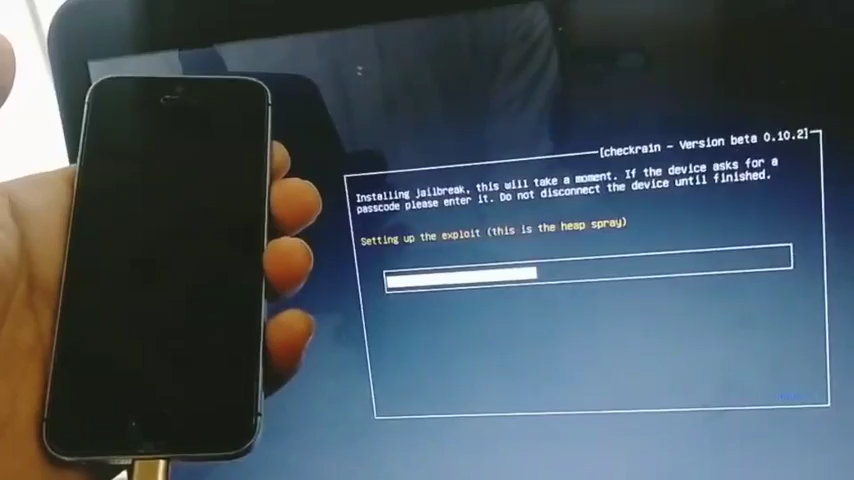 [checkrain - Version beta 0.10.2]
Installing jailbreak, this will take a moment. If the device asks for a
passcode please enter it. Do not disconnect the device until finished.
Setting up the exploit (this is the heap spray)